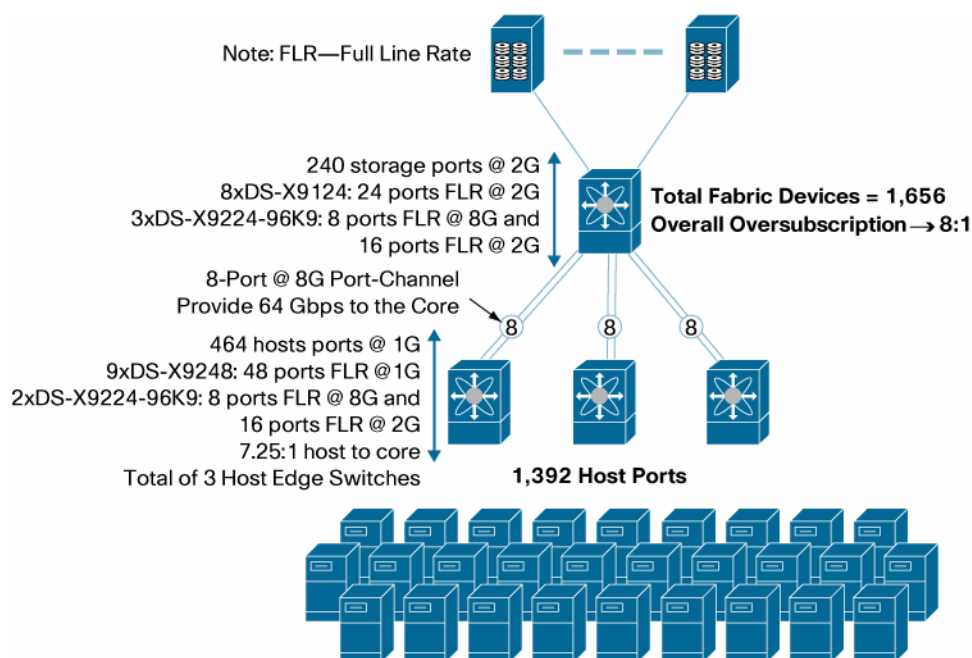 Note: FLR—Full Line Rate
240 storage ports @ 2G
8xDS-X9124: 24 ports FLR @ 2G
3xDS-X9224-96K9: 8 ports FLR @ 8G and
16 ports FLR @ 2G
Total Fabric Devices = 1,656
Overall Oversubscription → 8:1
8-Port @ 8G Port-Channel
Provide 64 Gbps to the Core
8
8
8
464 hosts ports @ 1G
9xDS-X9248: 48 ports FLR @1G
2xDS-X9224-96K9: 8 ports FLR @ 8G and
16 ports FLR @ 2G
7.25:1 host to core
Total of 3 Host Edge Switches
1,392 Host Ports